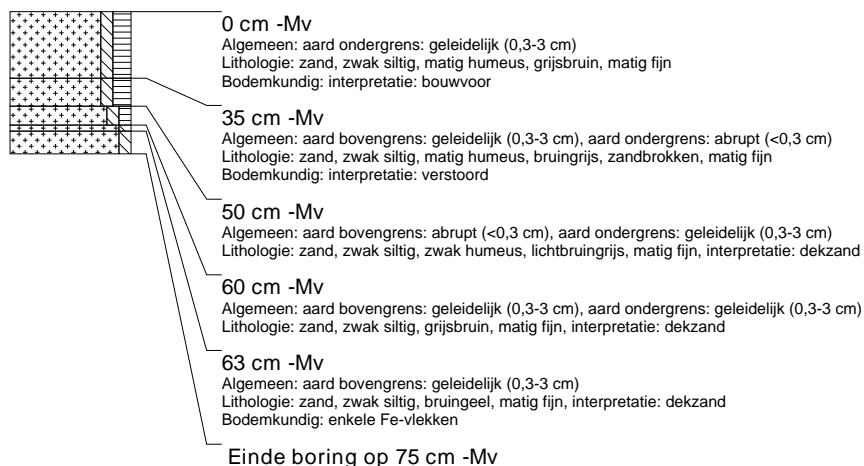 0 cm -Mv
Algemeen: aard ondergrens: geleidelijk (0,3-3 cm)
Lithologie: zand, zwak siltig, matig humeus, grijsbruin, matig fijn
Bodemkundig: interpretatie: bouwvoor
35 cm -Mv
Algemeen: aard bovengrens: geleidelijk (0,3-3 cm), aard ondergrens: abrupt (<0,3 cm)
Lithologie: zand, zwak siltig, matig humeus, bruingrijs, zandbrokken, matig fijn
Bodemkundig: interpretatie: verstoord
50 cm -Mv
Algemeen: aard bovengrens: abrupt (<0,3 cm), aard ondergrens: geleidelijk (0,3-3 cm)
Lithologie: zand, zwak siltig, zwak humeus, lichtbruingrijs, matig fijn, interpretatie: dekzand
60 cm -Mv
Algemeen: aard bovengrens: geleidelijk (0,3-3 cm), aard ondergrens: geleidelijk (0,3-3 cm)
Lithologie: zand, zwak siltig, grijsbruin, matig fijn, interpretatie: dekzand
63 cm -Mv
Algemeen: aard bovengrens: geleidelijk (0,3-3 cm)
Lithologie: zand, zwak siltig, bruingeel, matig fijn, interpretatie: dekzand
Bodemkundig: enkele Fe-vlekken
Einde boring op 75 cm -Mv